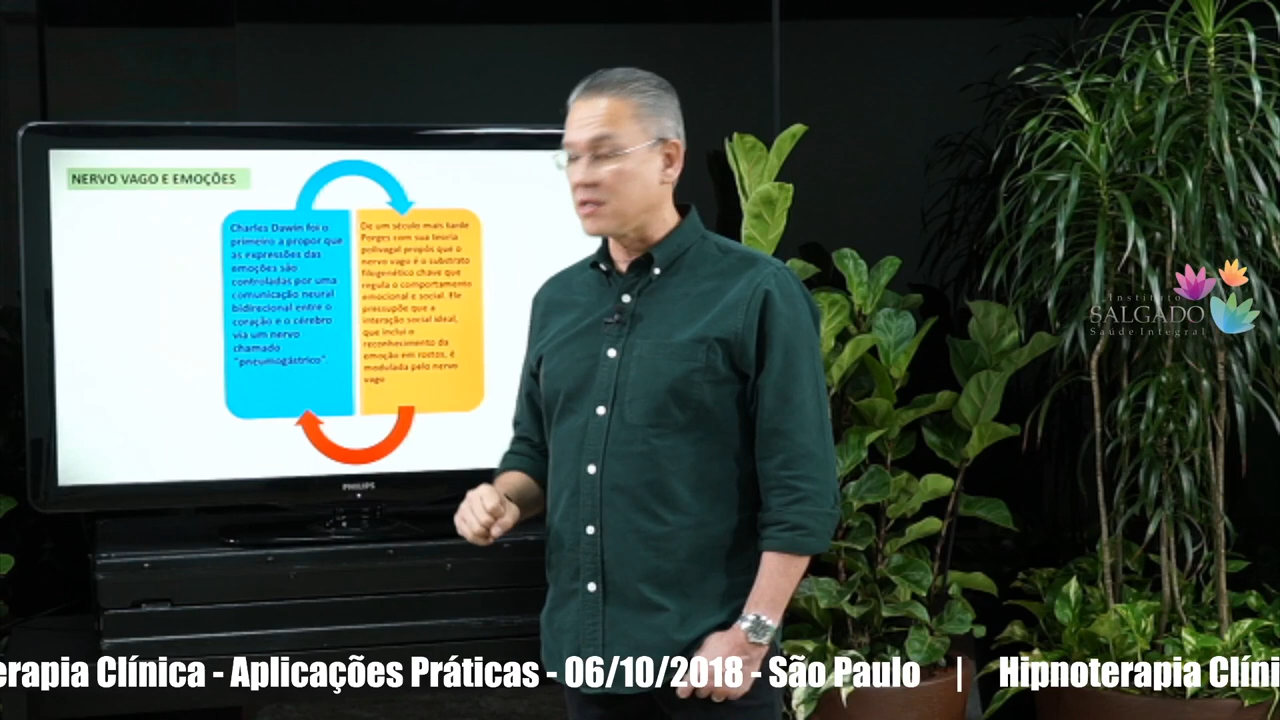 NERVO VAGO E EMOÇÕES
Charles Dawin foi o
primeiro a propor que
as expressões das
emoções são
controladas por uma
comunicação neural
bidirecional entre o
coração e o cérebro
via um nervo
chamado
"pneumogástrico".
De um século mais tarde
Porges com sua teoria
polivagal propôs que o
nervo vago é o substrato
filogenético chave que
regula o comportamento
emocional e social. Ele
pressupõe que a
interação social ideal,
que inclui o
reconhecimento da
emoção em rostos, é
modulada pelo nervo
vago
PHILIPS
Instituto
SALGADO
Saúde Integral
erapia Clínica - Aplicações Práticas - 06/10/2018 - São Paulo | Hipnoterapia Clíni